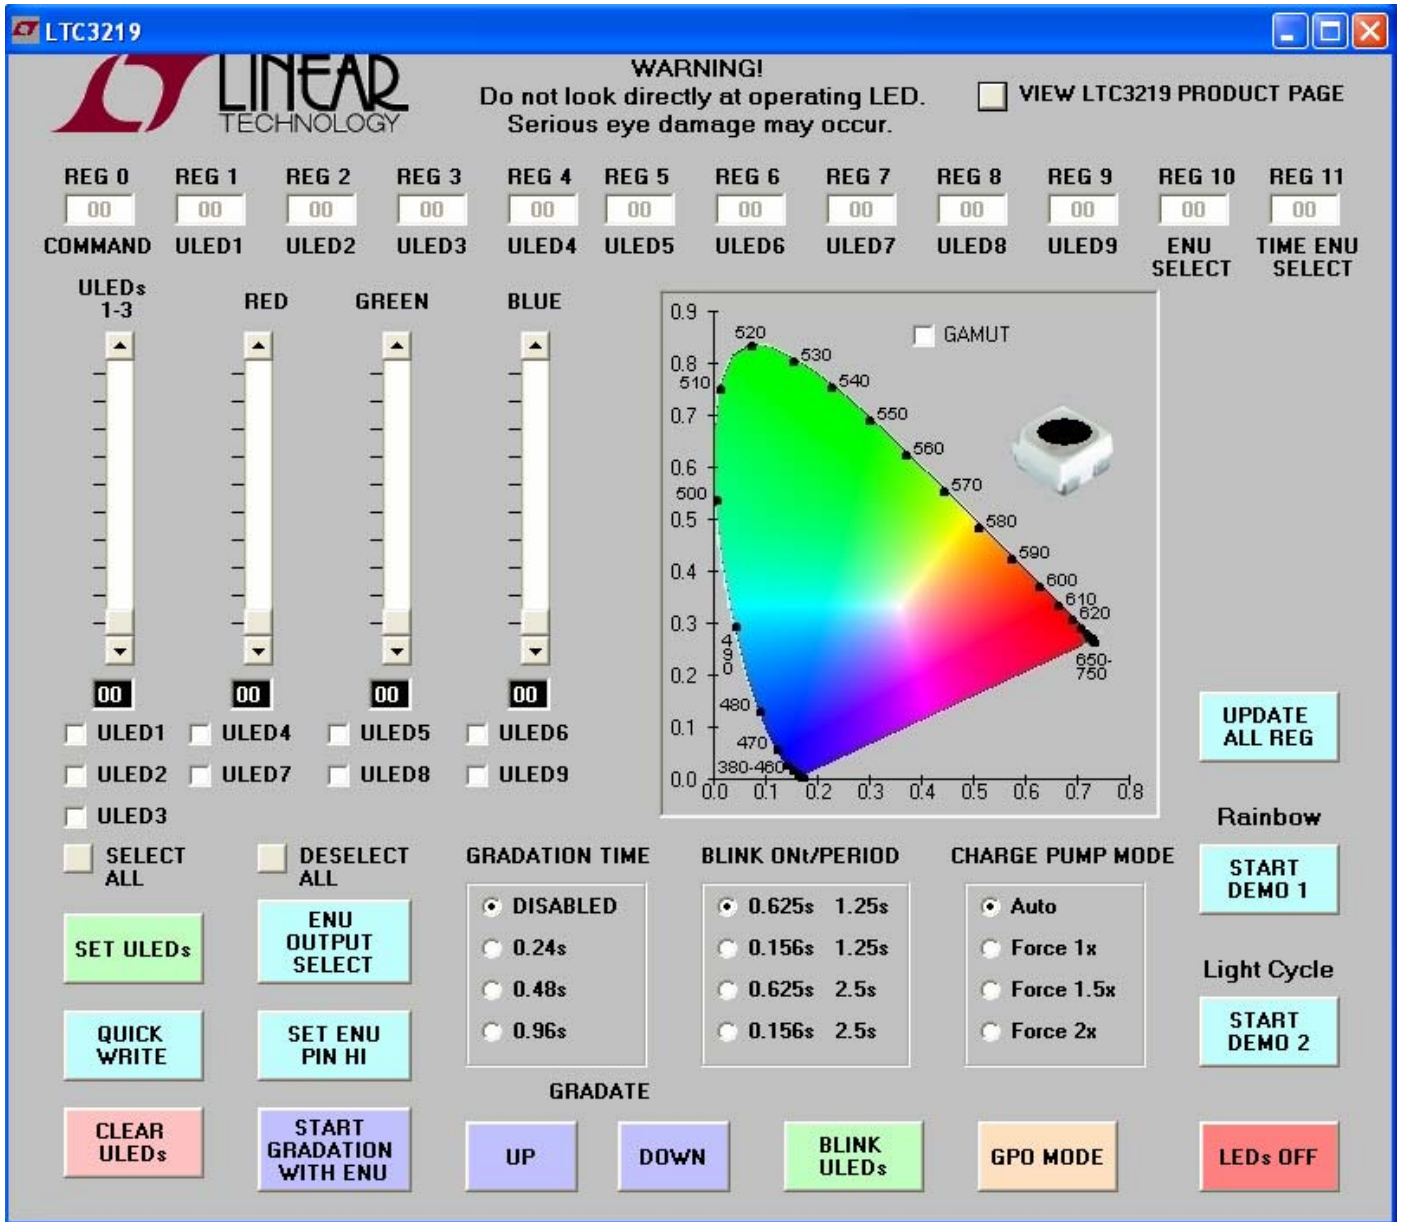 LTC3219
LINEAR
TECHNOLOGY
WARNING!
Do not look directly at operating LED.
Serious eye damage may occur.
VIEW LTC3219 PRODUCT PAGE
REG 0 REG 1 REG 2 REG 3 REG 4 REG 5 REG 6 REG 7 REG 8 REG 9 REG 10 REG 11
00 00 00 00 00 00 00 00 00 00 00 00
COMMAND ULED1 ULED2 ULED3 ULED4 ULED5 ULED6 ULED7 ULED8 ULED9 ENU TIME ENU
SELECT SELECT
ULEDs
1-3
RED GREEN BLUE
00 00 00 00
ULED1 ULED4 ULED5 ULED6
ULED2 ULED7 ULED8 ULED9
ULED3
GAMUT
0.9
0.8
0.7
0.6
0.5
0.4
0.3
0.2
0.1
0.0
0.0 0.1 0.2 0.3 0.4 0.5 0.6 0.7 0.8
520
530
510
540
550
560
570
500
580
590
600
610
620
650-
750
490
480
470
380-460
UPDATE
ALL REG
Rainbow
START
DEMO 1
Light Cycle
START
DEMO 2
SELECT
ALL
DESELECT
ALL
SET ULEDs
ENU
OUTPUT
SELECT
QUICK
WRITE
SET ENU
PIN HI
CLEAR
ULEDs
START
GRADATION
WITH ENU
GRADATION TIME
DISABLED
0.24s
0.48s
0.96s
BLINK ONt/PERIOD
0.625s 1.25s
0.156s 1.25s
0.625s 2.5s
0.156s 2.5s
CHARGE PUMP MODE
Auto
Force 1x
Force 1.5x
Force 2x
GRADATE
UP
DOWN
BLINK
ULEDs
GPO MODE
LEDs OFF